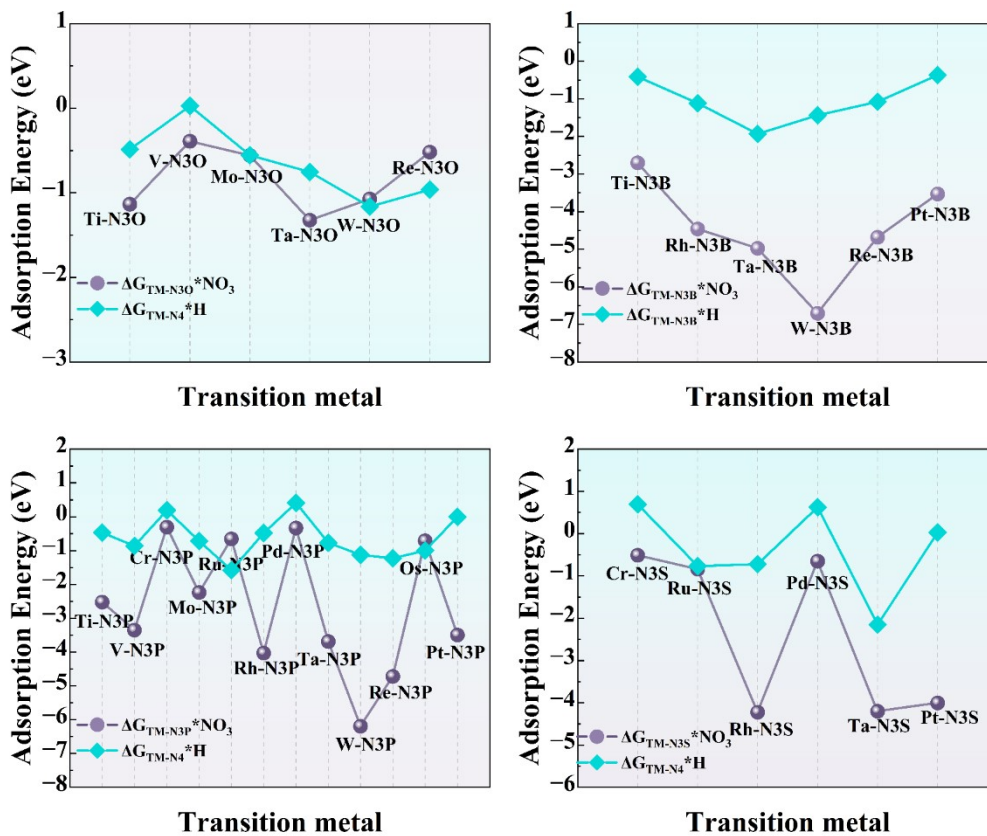 Adsorption Energy (eV)
1
0
−1
−2
−3
Ti-N3O
V-N3O
Mo-N3O
Ta-N3O
W-N3O
Re-N3O
ΔG_TM-N3O*NO₃
ΔG_TM-N4*H
Transition metal
Adsorption Energy (eV)
1
0
−1
−2
−3
−4
−5
−6
−7
−8
Ti-N3B
Rh-N3B
Ta-N3B
W-N3B
Re-N3B
Pt-N3B
ΔG_TM-N3B*NO₃
ΔG_TM-N3B*H
Transition metal
Adsorption Energy (eV)
2
1
0
−1
−2
−3
−4
−5
−6
−7
−8
Ti-N3P
V-N3P
Cr-N3P
Mo-N3P
Ru-N3P
Rh-N3P
Pd-N3P
Ta-N3P
W-N3P
Re-N3P
Os-N3P
Pt-N3P
ΔG_TM-N3P*NO₃
ΔG_TM-N4*H
Transition metal
Adsorption Energy (eV)
2
1
0
−1
−2
−3
−4
−5
−6
Cr-N3S
Ru-N3S
Rh-N3S
Pd-N3S
Ta-N3S
Pt-N3S
ΔG_TM-N3S*NO₃
ΔG_TM-N4*H
Transition metal